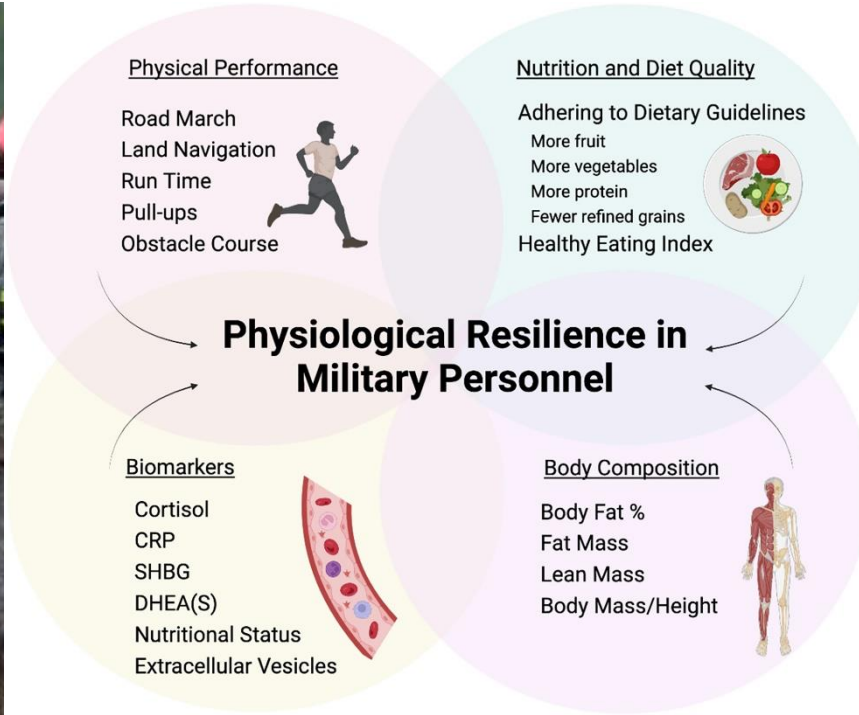 Physical Performance
Road March
Land Navigation
Run Time
Pull-ups
Obstacle Course
Nutrition and Diet Quality
Adhering to Dietary Guidelines
More fruit
More vegetables
More protein
Fewer refined grains
Healthy Eating Index
Physiological Resilience in
Military Personnel
Biomarkers
Cortisol
CRP
SHBG
DHEA(S)
Nutritional Status
Extracellular Vesicles
Body Composition
Body Fat %
Fat Mass
Lean Mass
Body Mass/Height